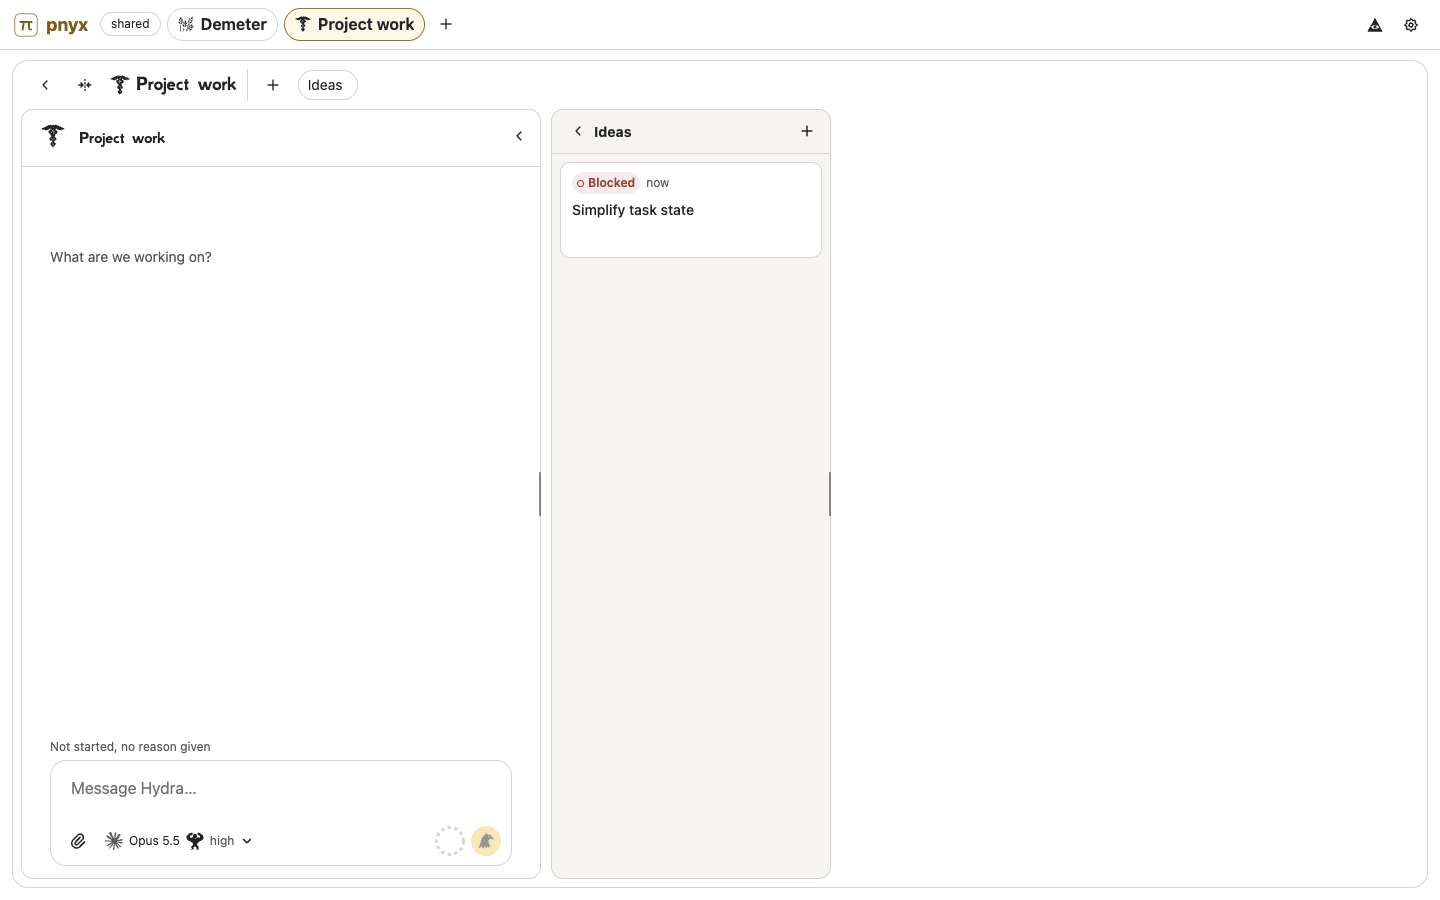 π pnyx shared Demeter Project work
Project work Ideas
Project work
Ideas
Blocked now
Simplify task state
What are we working on?
Not started, no reason given
Message Hydra...
Opus 5.5 high